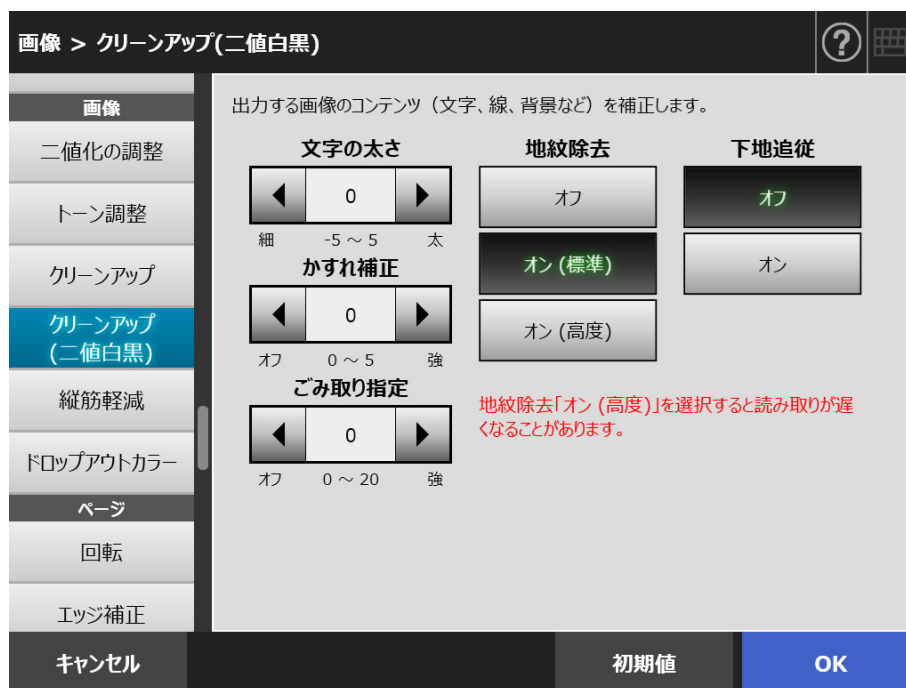 画像 > クリーンアップ(二値白黒)
?
画像
二値化の調整
トーン調整
クリーンアップ
クリーンアップ
(二値白黒)
縦筋軽減
ドロップアウトカラー
ページ
回転
エッジ補正
出力する画像のコンテンツ（文字、線、背景など）を補正します。
文字の太さ
0
細 -5 ～ 5 太
かすれ補正
0
オフ 0 ～ 5 強
ごみ取り指定
0
オフ 0 ～ 20 強
地紋除去
オフ
オン (標準)
オン (高度)
下地追従
オフ
オン
地紋除去「オン (高度)」を選択すると読み取りが遅
くなることがあります。
キャンセル
初期値
OK